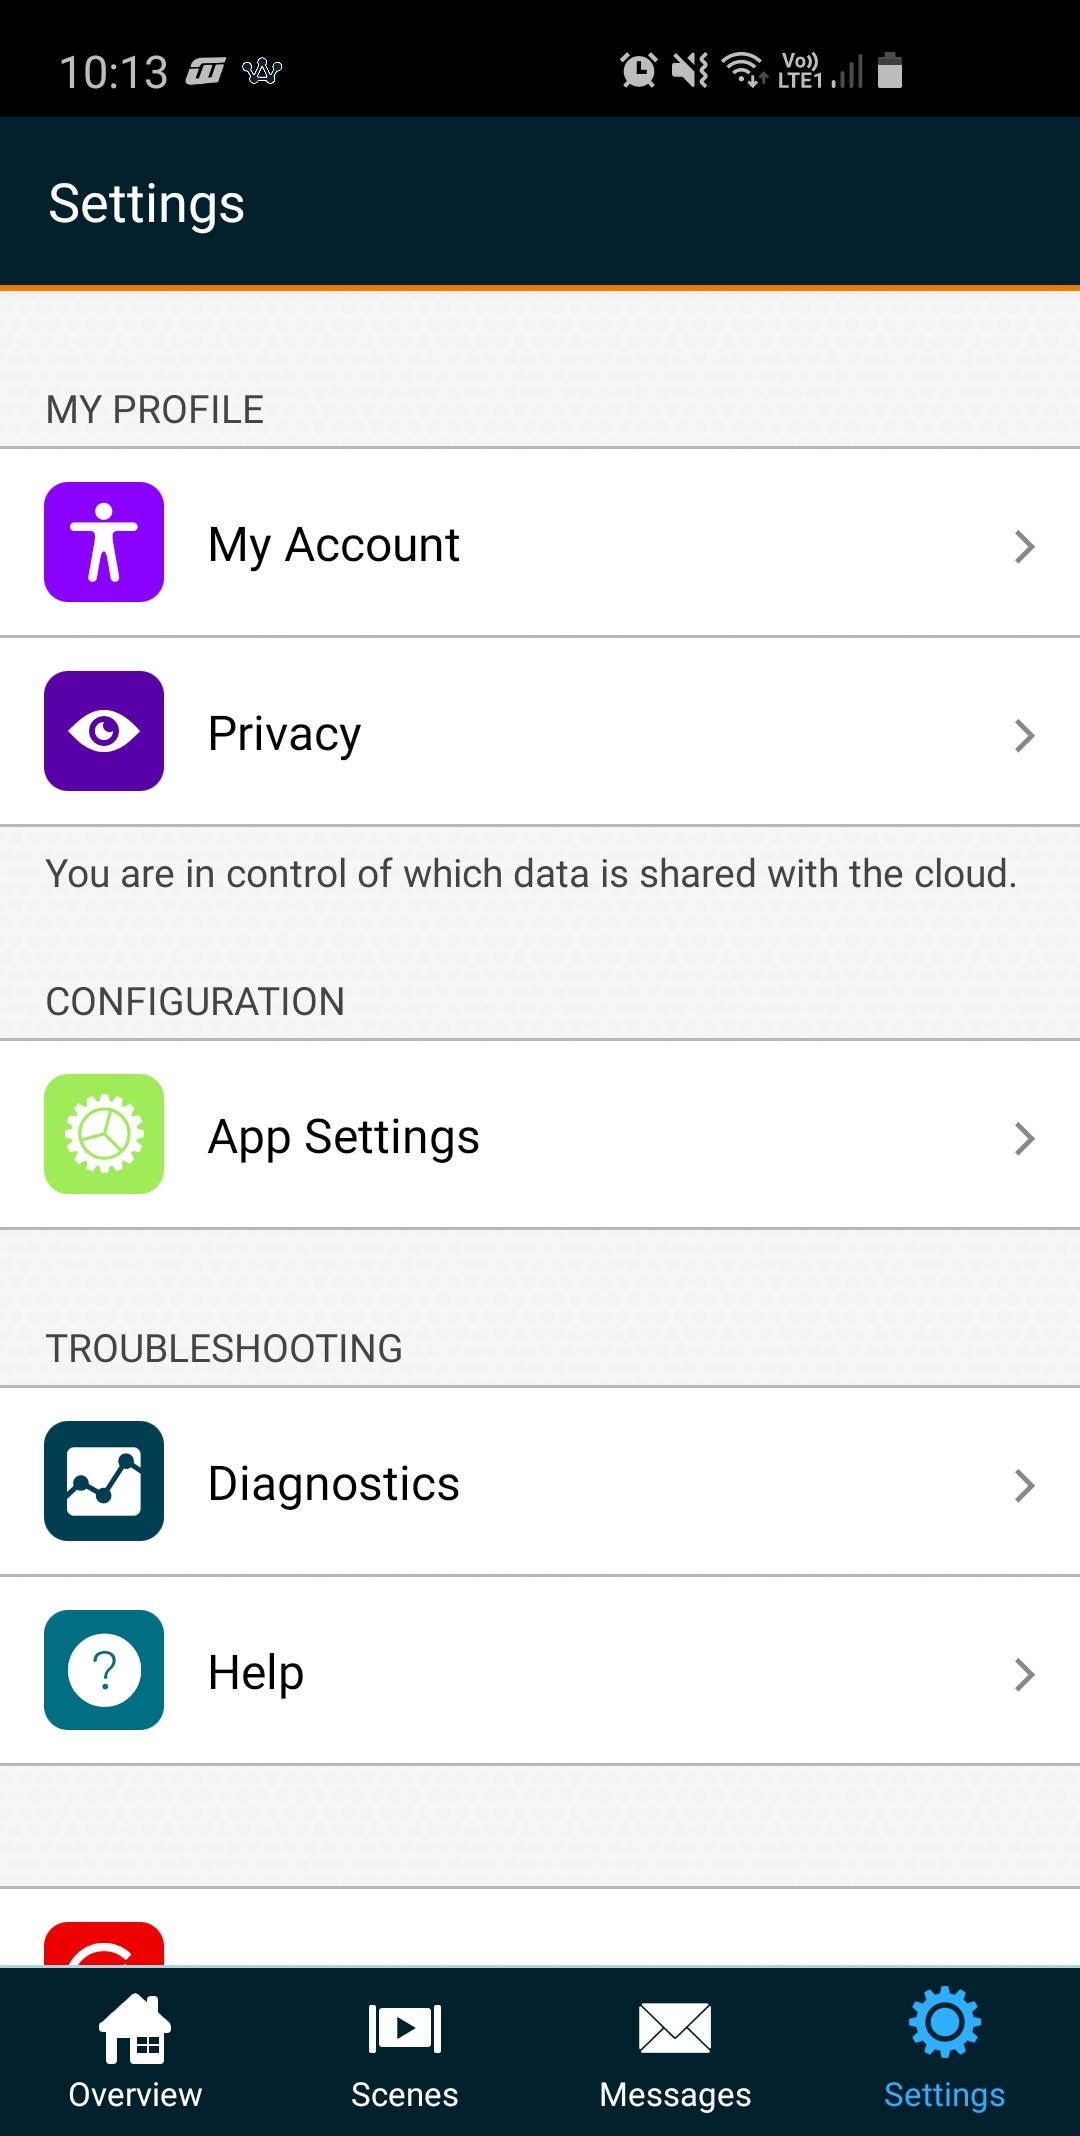 10:13
Vo))
LTE1
Settings
MY PROFILE
My Account
Privacy
You are in control of which data is shared with the cloud.
CONFIGURATION
App Settings
TROUBLESHOOTING
Diagnostics
?
Help
Overview
Scenes
Messages
Settings